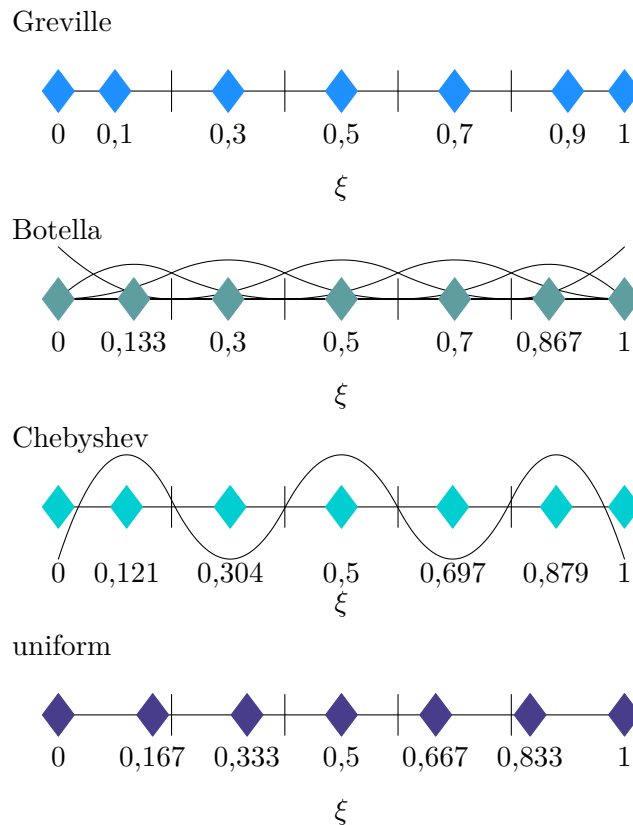 Greville
0 0,1 0,3 0,5 0,7 0,9 1
ξ
Botella
0 0,133 0,3 0,5 0,7 0,867 1
ξ
Chebyshev
0 0,121 0,304 0,5 0,697 0,879 1
ξ
uniform
0 0,167 0,333 0,5 0,667 0,833 1
ξ